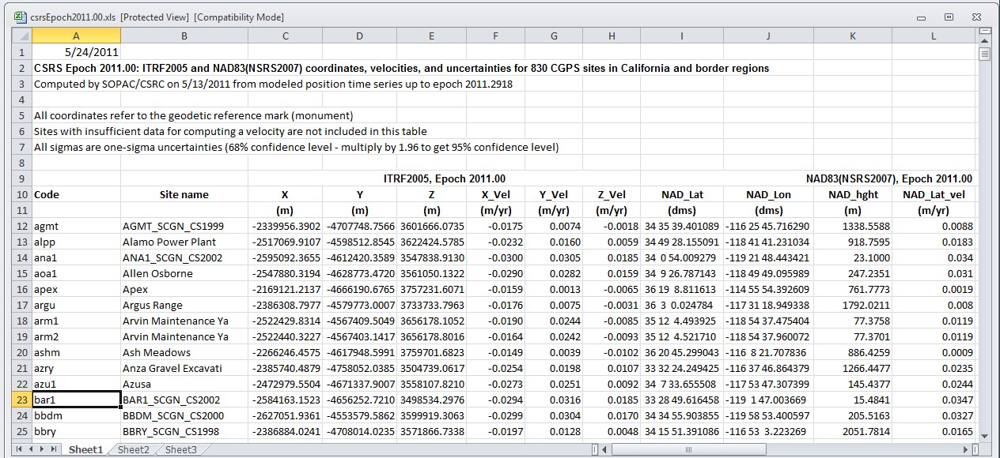 csrsEpoch2011.00.xls [Protected View] [Compatibility Mode]
A B C D E F G H I J K L
1 5/24/2011
2 CSRS Epoch 2011.00: ITRF2005 and NAD83(NSRS2007) coordinates, velocities, and uncertainties for 830 CGPS sites in California and border regions
3 Computed by SOPAC/CSRC on 5/13/2011 from modeled position time series up to epoch 2011.2918
4
5 All coordinates refer to the geodetic reference mark (monument)
6 Sites with insufficient data for computing a velocity are not included in this table
7 All sigmas are one-sigma uncertainties (68% confidence level - multiply by 1.96 to get 95% confidence level)
8
9 ITRF2005, Epoch 2011.00 NAD83(NSRS2007), Epoch 2011.00
10 Code Site name X Y Z X_Vel Y_Vel Z_Vel NAD_Lat NAD_Lon NAD_hght NAD_Lat_vel
11 (m) (m) (m) (m/yr) (m/yr) (m/yr) (dms) (dms) (m) (m/yr)
12 agmt AGMT_SCGN_CS1999 -2339956.3902 -4707748.7566 3601666.0735 -0.0175 0.0074 -0.0018 34 35 39.401089 -116 25 45.716290 1338.5588 0.0088
13 alpp Alamo Power Plant -2517069.9107 -4598512.8545 3622424.5785 -0.0232 0.0160 0.0059 34 49 28.155091 -118 41 41.231034 918.7595 0.0183
14 ana1 ANA1_SCGN_CS2002 -2595092.3655 -4612420.3589 3547838.9130 -0.0300 0.0305 0.0185 34 0 54.009279 -119 21 48.443421 23.1000 0.034
15 aoa1 Allen Osborne -2547880.3194 -4628773.4720 3561050.1322 -0.0290 0.0282 0.0159 34 9 26.787143 -118 49 49.095989 247.2351 0.031
16 apex Apex -2169121.2137 -4666190.6765 3757231.6071 -0.0159 0.0013 -0.0065 36 19 8.811613 -114 55 54.392609 761.7773 0.0019
17 argu Argus Range -2386308.7977 -4579773.0007 3733733.7963 -0.0176 0.0075 -0.0031 36 3 0.024784 -117 31 18.949338 1792.0211 0.008
18 arm1 Arvin Maintenance Ya -2522429.8314 -4567409.5049 3656178.1052 -0.0190 0.0244 -0.0085 35 12 4.493925 -118 54 37.475404 77.3758 0.0119
19 arm2 Arvin Maintenance Ya -2522440.3227 -4567403.1417 3656178.8016 -0.0164 0.0242 -0.0093 35 12 4.521710 -118 54 37.960072 77.3701 0.0119
20 ashm Ash Meadows -2266246.4575 -4617948.5991 3759701.6823 -0.0149 0.0039 -0.0102 36 20 45.299043 -116 8 21.707836 886.4259 0.0009
21 azry Anza Gravel Excavati -2385740.4879 -4758052.0385 3504739.0617 -0.0254 0.0198 0.0107 33 32 24.249425 -116 37 46.864379 1266.4477 0.0235
22 azu1 Azusa -2472979.5504 -4671337.9007 3558107.8210 -0.0273 0.0251 0.0092 34 7 33.655508 -117 53 47.307399 145.4377 0.0244
23 bar1 BAR1_SCGN_CS2002 -2584163.1523 -4656252.7210 3498534.2976 -0.0294 0.0316 0.0185 33 28 49.616458 -119 1 47.003669 15.4841 0.0347
24 bbdm BBDM_SCGN_CS2000 -2627051.9361 -4553579.5862 3599919.3063 -0.0299 0.0304 0.0170 34 34 55.903855 -119 58 53.400597 205.5163 0.0327
25 bbry BBRY_SCGN_CS1998 -2386884.0241 -4708014.0235 3571866.7338 -0.0197 0.0128 0.0048 34 15 51.391086 -116 53 3.223269 2051.7814 0.0165
Sheet1 Sheet2 Sheet3